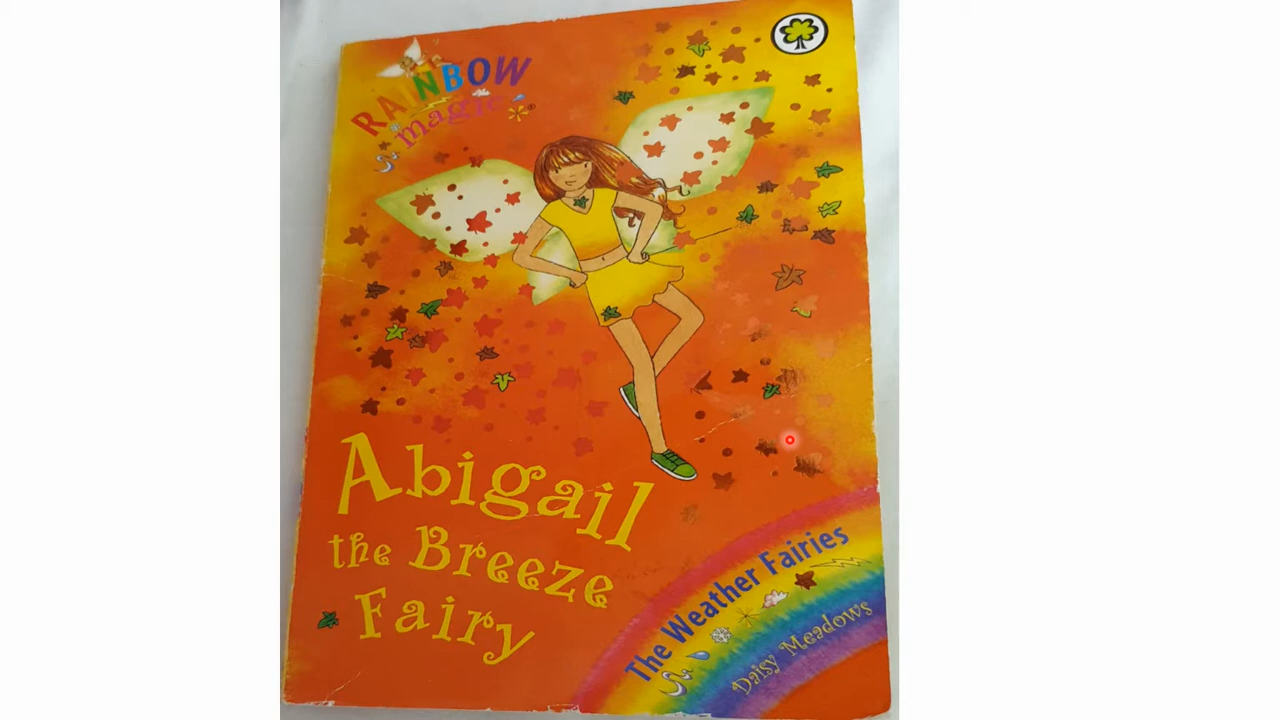 RAINBOW
magic
Abigail
the Breeze
Fairy
The Weather Fairies
Daisy Meadows